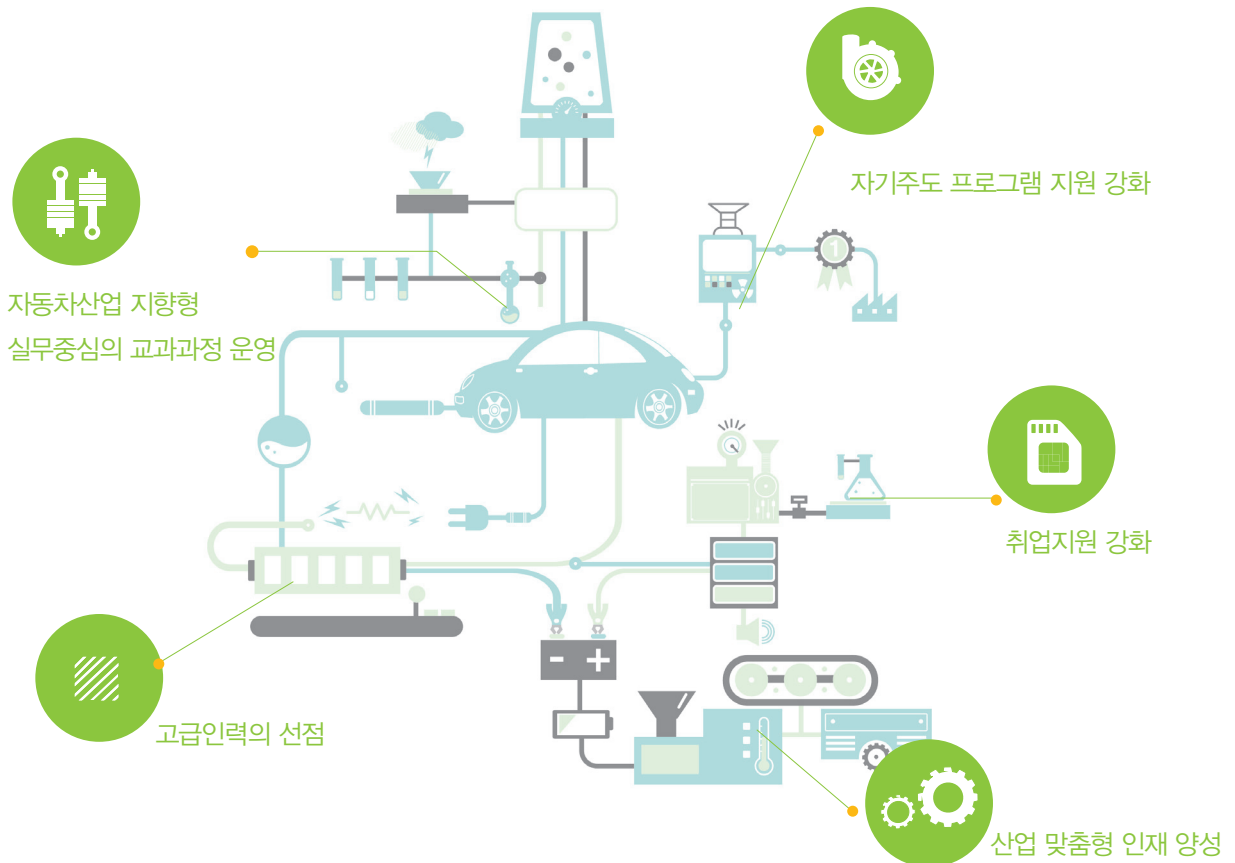 자기주도 프로그램 지원 강화
1
자동차산업 지향형
실무중심의 교과과정 운영
취업지원 강화
- +
고급인력의 선점
산업 맞춤형 인재 양성